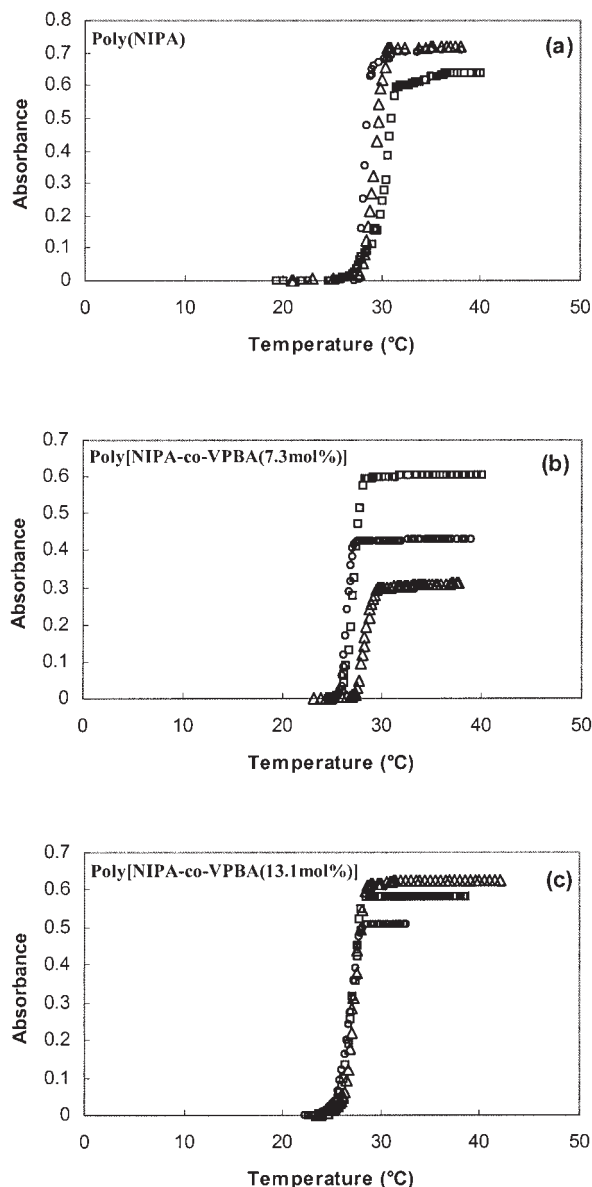 Poly(NIPA)
(a)
0.8
0.7
0.6
0.5
0.4
0.3
0.2
0.1
0
Absorbance
0 10 20 30 40 50
Temperature (°C)
Poly[NIPA-co-VPBA(7.3mol%)]
(b)
0.7
0.6
0.5
0.4
0.3
0.2
0.1
0
Absorbance
0 10 20 30 40 50
Temperature (°C)
Poly[NIPA-co-VPBA(13.1mol%)]
(c)
0.7
0.6
0.5
0.4
0.3
0.2
0.1
0
Absorbance
0 10 20 30 40 50
Temperature (°C)